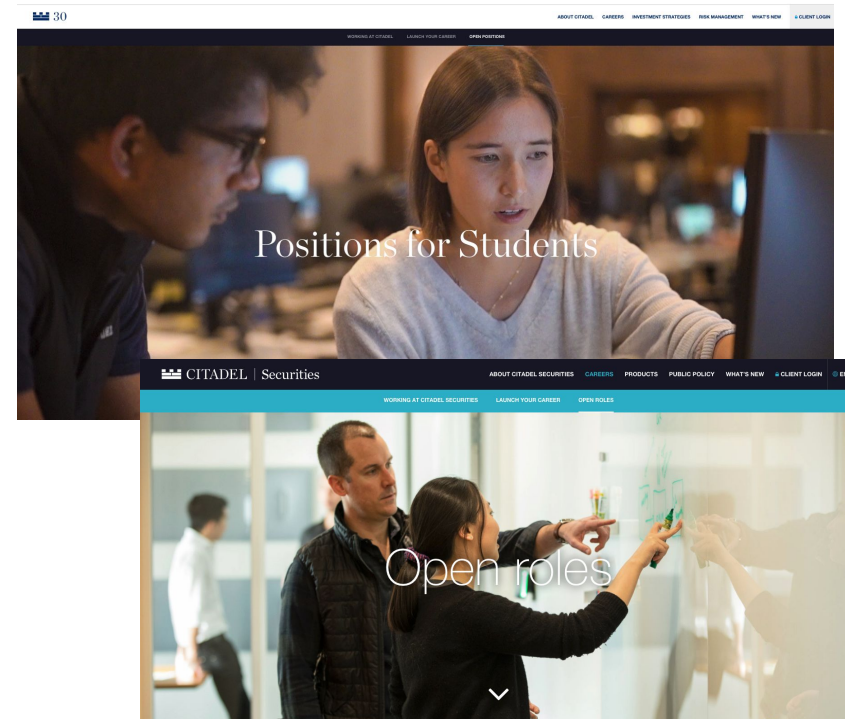 30
ABOUT CITADEL CAREERS INVESTMENT STRATEGIES RISK MANAGEMENT WHAT'S NEW CLIENT LOGIN
WORKING AT CITADEL LAUNCH YOUR CAREER OPEN POSITIONS
Positions for Students
CITADEL | Securities
ABOUT CITADEL SECURITIES CAREERS PRODUCTS PUBLIC POLICY WHAT'S NEW CLIENT LOGIN
WORKING AT CITADEL SECURITIES LAUNCH YOUR CAREER OPEN ROLES
Open roles